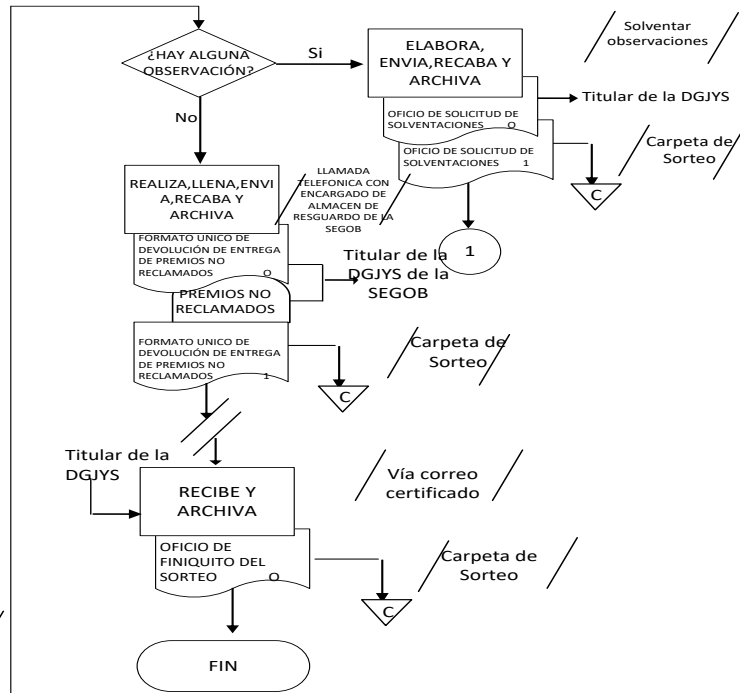 ¿HAY ALGUNA
OBSERVACIÓN?
Si
No
ELABORA,
ENVIA,RECABA Y
ARCHIVA
Solventar
observaciones
OFICIO DE SOLICITUD DE
SOLVENTACIONES O
Titular de la DGJYS
OFICIO DE SOLICITUD DE
SOLVENTACIONES 1
Carpeta de
Sorteo
C
1
REALIZA,LLENA,ENVI
A,RECABA Y
ARCHIVA
LLAMADA
TELEFONICA CON
ENCARGADO DE
ALMACEN DE
RESGUARDO DE LA
SEGOB
FORMATO UNICO DE
DEVOLUCIÓN DE ENTREGA
DE PREMIOS NO
RECLAMADOS O
Titular de la
DGJYS de la
SEGOB
PREMIOS NO
RECLAMADOS
FORMATO UNICO DE
DEVOLUCIÓN DE ENTREGA
DE PREMIOS NO
RECLAMADOS 1
Carpeta de
Sorteo
C
Titular de la
DGJYS
RECIBE Y
ARCHIVA
Vía correo
certificado
OFICIO DE
FINIQUITO DEL
SORTEO O
Carpeta de
Sorteo
C
FIN